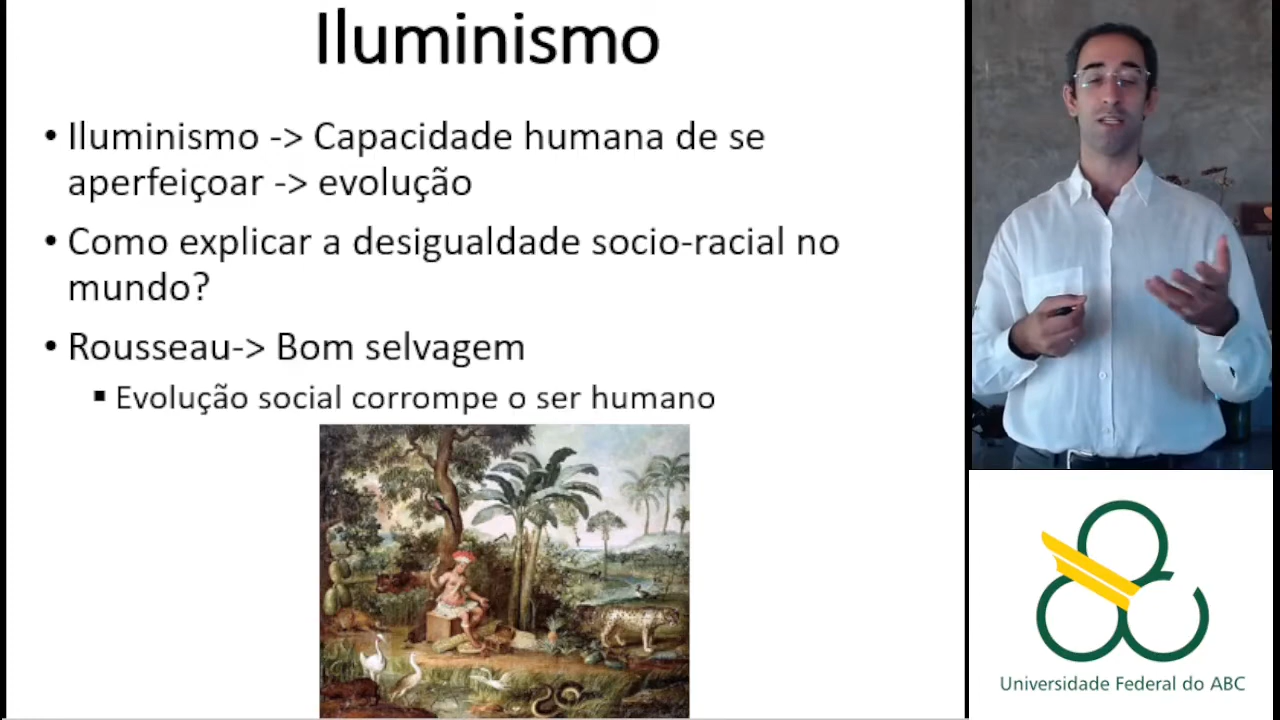 Iluminismo
• Iluminismo -> Capacidade humana de se
aperfeiçoar -> evolução
• Como explicar a desigualdade socio-racial no
mundo?
• Rousseau-> Bom selvagem
▪ Evolução social corrompe o ser humano
Universidade Federal do ABC